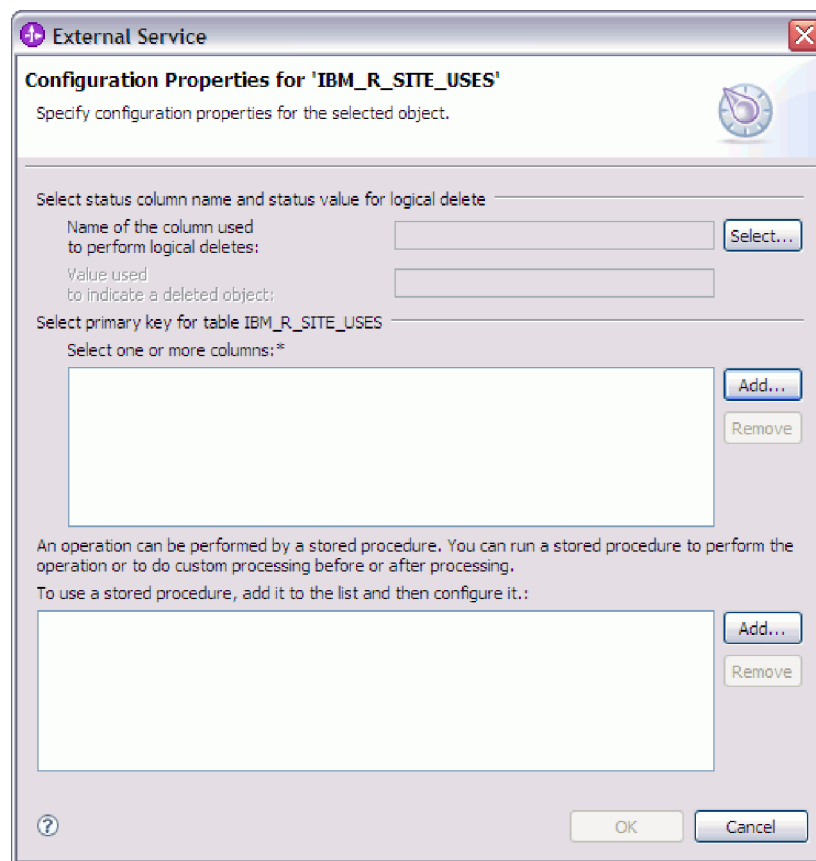 External Service
Configuration Properties for 'IBM_R_SITE_USES'
Specify configuration properties for the selected object.
Select status column name and status value for logical delete
Name of the column used
to perform logical deletes:
Select...
Value used
to indicate a deleted object:
Select primary key for table IBM_R_SITE_USES
Select one or more columns:*
Add...
Remove
An operation can be performed by a stored procedure. You can run a stored procedure to perform the
operation or to do custom processing before or after processing.
To use a stored procedure, add it to the list and then configure it.:
Add...
Remove
?
OK
Cancel